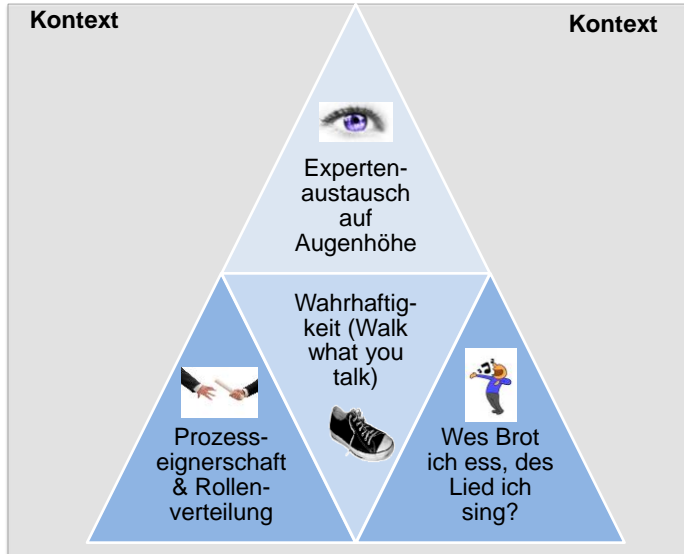 Kontext
Kontext
Experten-
austausch
auf
Augenhöhe
Wahrhaftig-
keit (Walk
what you
talk)
Prozess-
eignerschaft
& Rollen-
verteilung
Wes Brot
ich ess, des
Lied ich
sing?